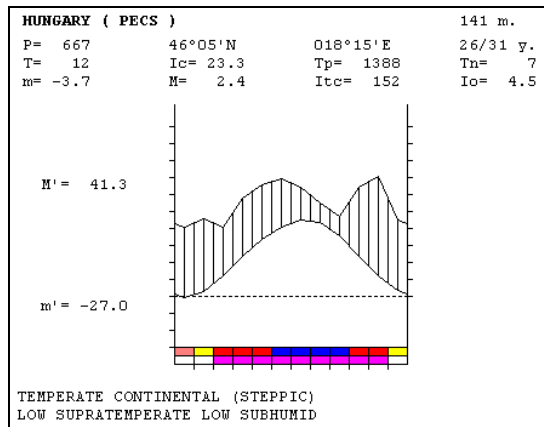 HUNGARY ( PECS ) 141 m.
P= 667 46°05'N 018°15'E 26/31 y.
T= 12 Ic= 23.3 Tp= 1388 Tn= 7
m= -3.7 M= 2.4 Itc= 152 Io= 4.5
M'= 41.3
m'= -27.0
TEMPERATE CONTINENTAL (STEPPIC)
LOW SUPRATEMPERATE LOW SUBHUMID